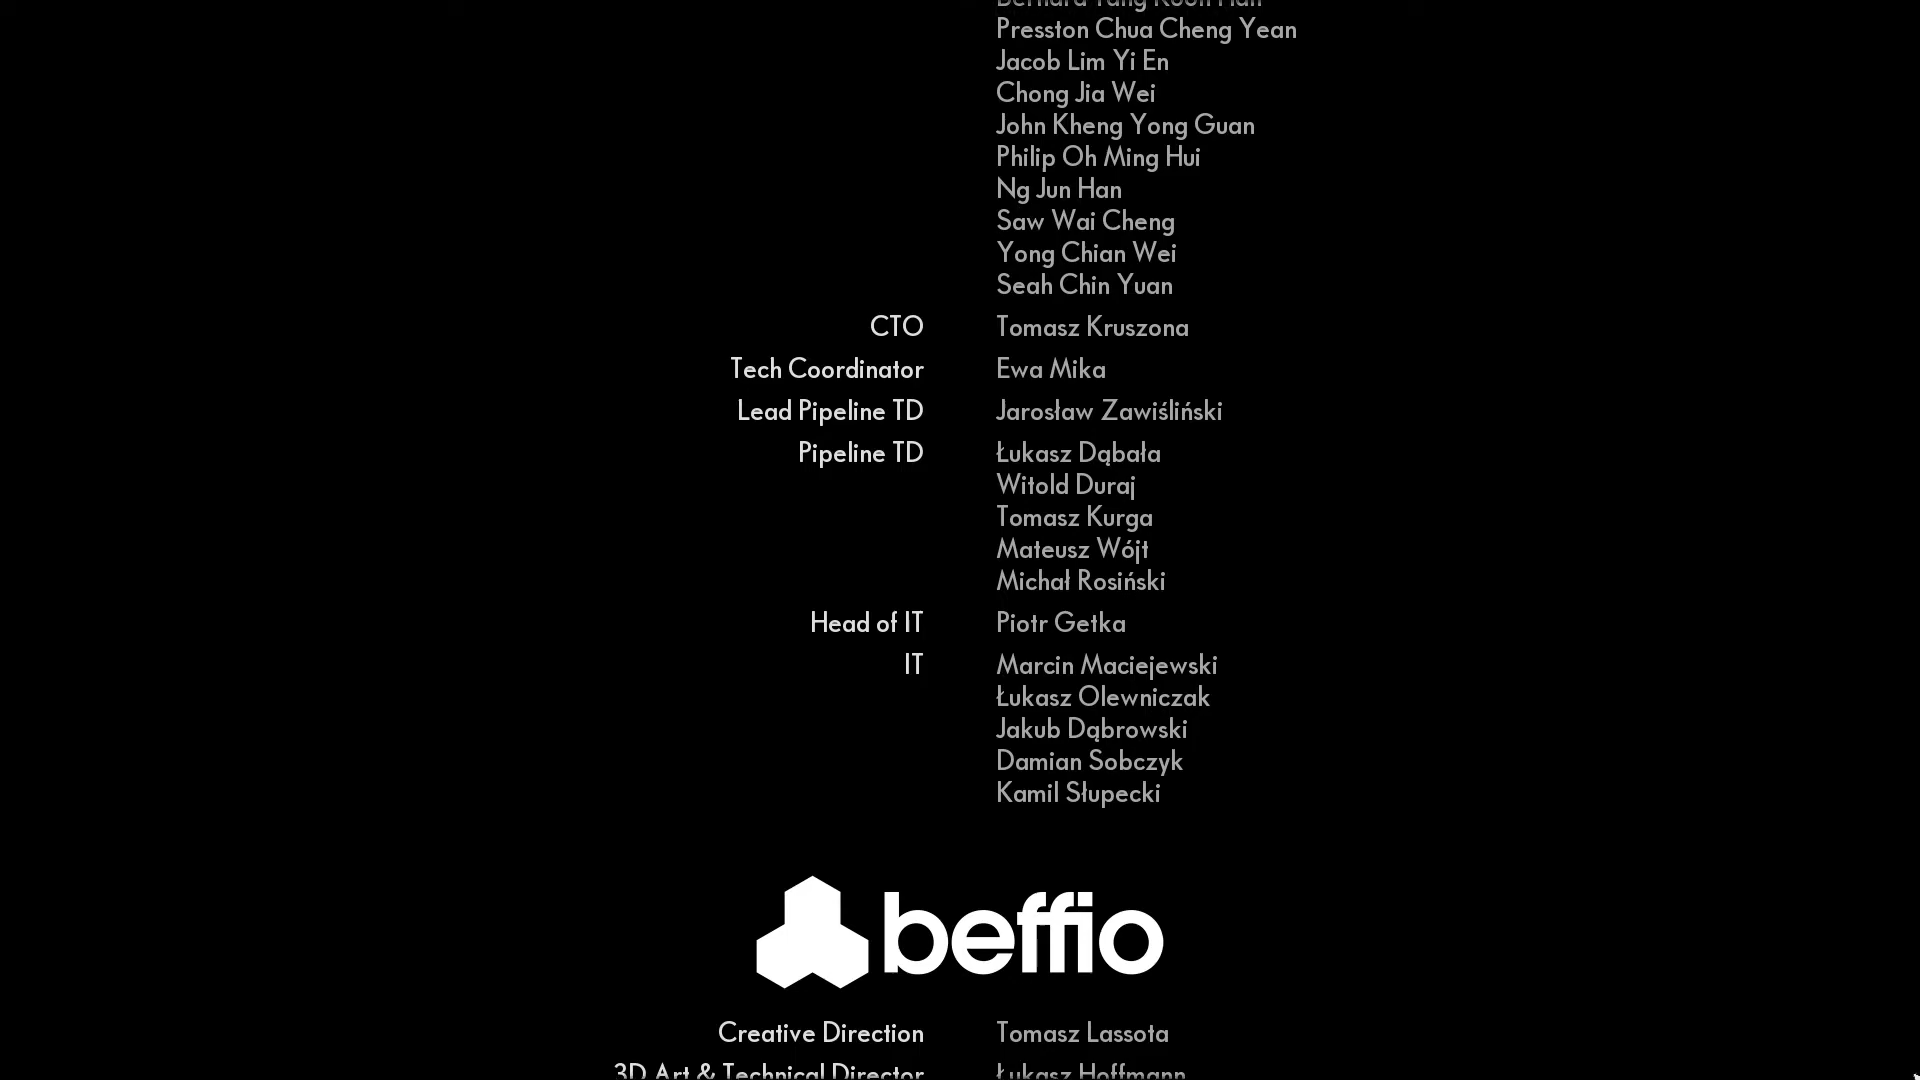 Presston Chua Cheng Yean
Jacob Lim Yi En
Chong Jia Wei
John Kheng Yong Guan
Philip Oh Ming Hui
Ng Jun Han
Saw Wai Cheng
Yong Chian Wei
Seah Chin Yuan
CTO Tomasz Kruszona
Tech Coordinator Ewa Mika
Lead Pipeline TD Jarosław Zawiśliński
Pipeline TD Łukasz Dąbała
Witold Duraj
Tomasz Kurga
Mateusz Wójt
Michał Rosiński
Head of IT Piotr Getka
IT Marcin Maciejewski
Łukasz Olewniczak
Jakub Dąbrowski
Damian Sobczyk
Kamil Słupecki
beffio
Creative Direction Tomasz Lassota
3D Art & Technical Director Łukasz Hoffmann